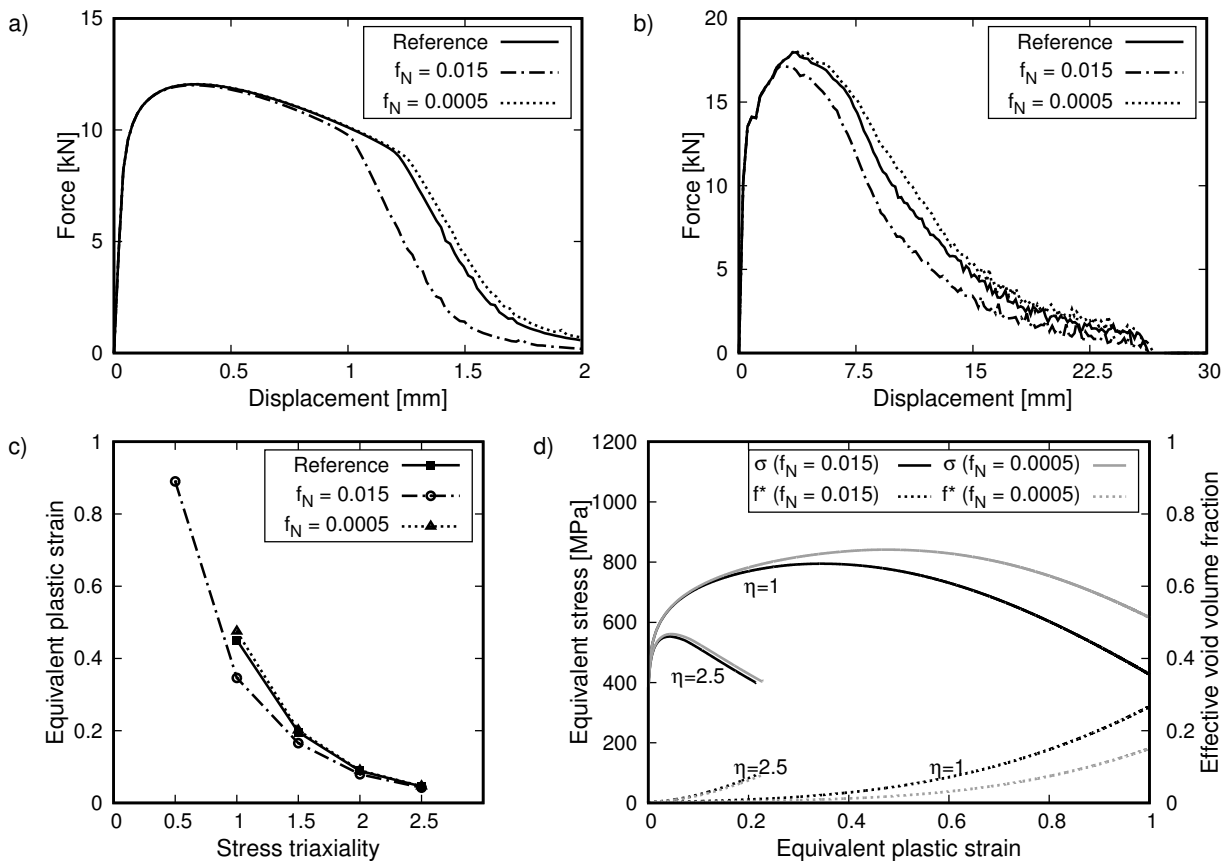 a)
Force [kN]
15
10
5
0
Reference
f_N = 0.015
f_N = 0.0005
0 0.5 1 1.5 2
Displacement [mm]
b)
Force [kN]
20
15
10
5
0
Reference
f_N = 0.015
f_N = 0.0005
0 7.5 15 22.5 30
Displacement [mm]
c)
Equivalent plastic strain
1
0.8
0.6
0.4
0.2
0
Reference
f_N = 0.015
f_N = 0.0005
0 0.5 1.0 1.5 2.0 2.5
Stress triaxiality
d)
Equivalent stress [MPa]
1200
1000
800
600
400
200
0
σ (f_N = 0.015) σ (f_N = 0.0005)
f* (f_N = 0.015) f* (f_N = 0.0005)
η=1
η=2.5
η=2.5
η=1
1
0.8
0.6
0.4
0.2
0
Effective void volume fraction
0 0.2 0.4 0.6 0.8 1
Equivalent plastic strain